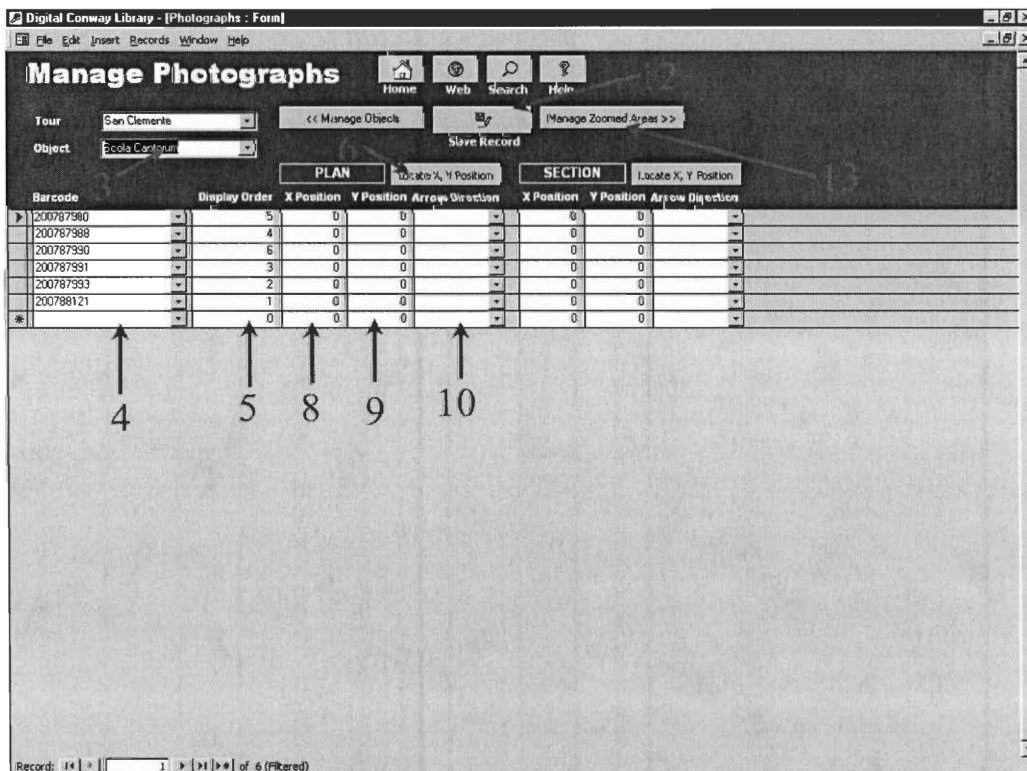 Digital Conway Library - [Photographs : Form]
File Edit Insert Records Window Help
Manage Photographs
Home Web Search Help
12
Tour San Clemente << Manage Objects Manage Zoomed Areas >>
Save Record
Object Scola Cantorum
3 6 13
PLAN Locate X, Y Position SECTION Locate X, Y Position
Barcode Display Order X Position Y Position Arrow Direction X Position Y Position Arrow Direction
200787980 5 0 0 0 0
200787988 4 0 0 0 0
200787990 6 0 0 0 0
200787991 3 0 0 0 0
200787993 2 0 0 0 0
200788121 1 0 0 0 0
* 0 0 0 0 0
4 5 8 9 10
Record: 1 of 6 (Filtered)